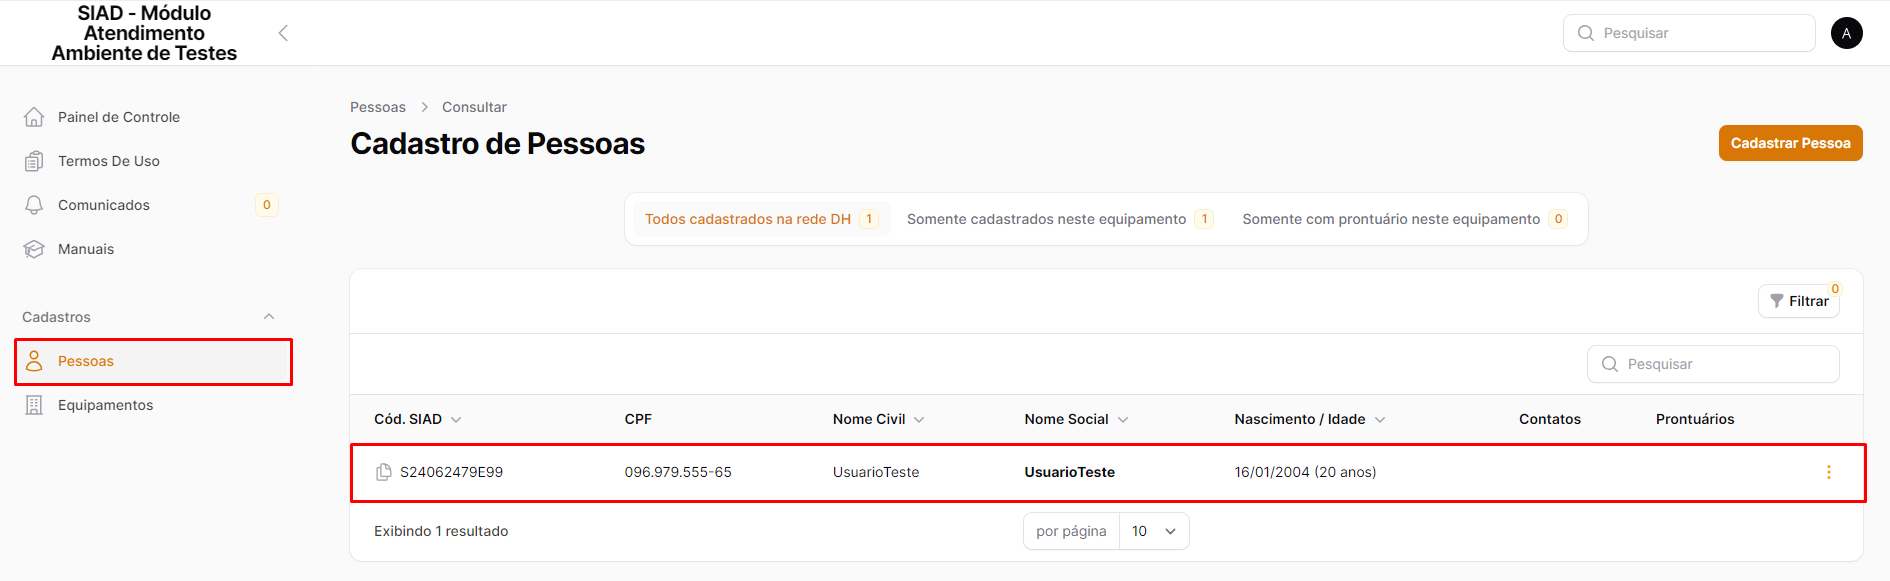 SIAD - Módulo
Atendimento
Ambiente de Testes
Pesquisar
A
Painel de Controle
Termos De Uso
Comunicados 0
Manuais
Cadastros
Pessoas
Equipamentos
Pessoas Consultar
Cadastro de Pessoas
Cadastrar Pessoa
Todos cadastrados na rede DH 1 Somente cadastrados neste equipamento 1 Somente com prontuário neste equipamento 0
Filtrar 0
Pesquisar
Cód. SIAD CPF Nome Civil Nome Social Nascimento / Idade Contatos Prontuários
S24062479E99 096.979.555-65 UsuarioTeste UsuarioTeste 16/01/2004 (20 anos)
Exibindo 1 resultado por página 10